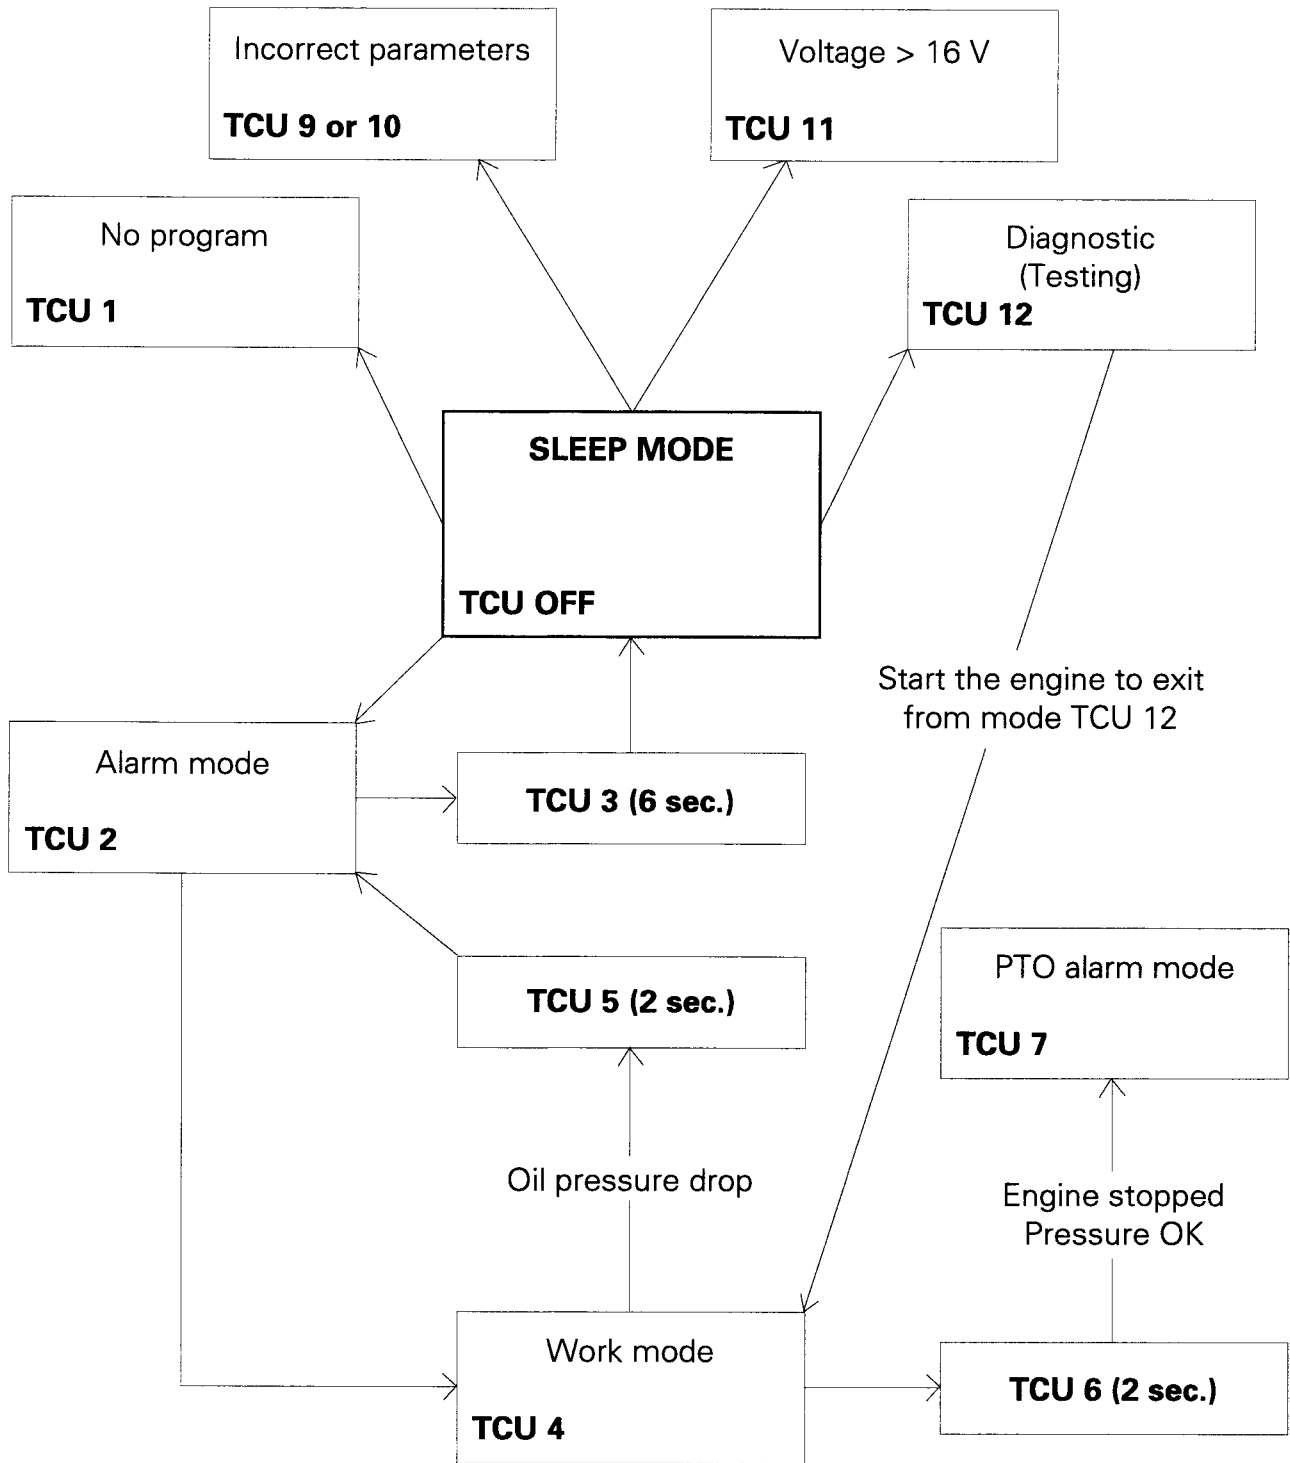 Incorrect parameters
TCU 9 or 10
Voltage > 16 V
TCU 11
No program
TCU 1
Diagnostic
(Testing)
TCU 12
SLEEP MODE
TCU OFF
Start the engine to exit
from mode TCU 12
Alarm mode
TCU 2
TCU 3 (6 sec.)
TCU 5 (2 sec.)
PTO alarm mode
TCU 7
Oil pressure drop
Engine stopped
Pressure OK
Work mode
TCU 4
TCU 6 (2 sec.)